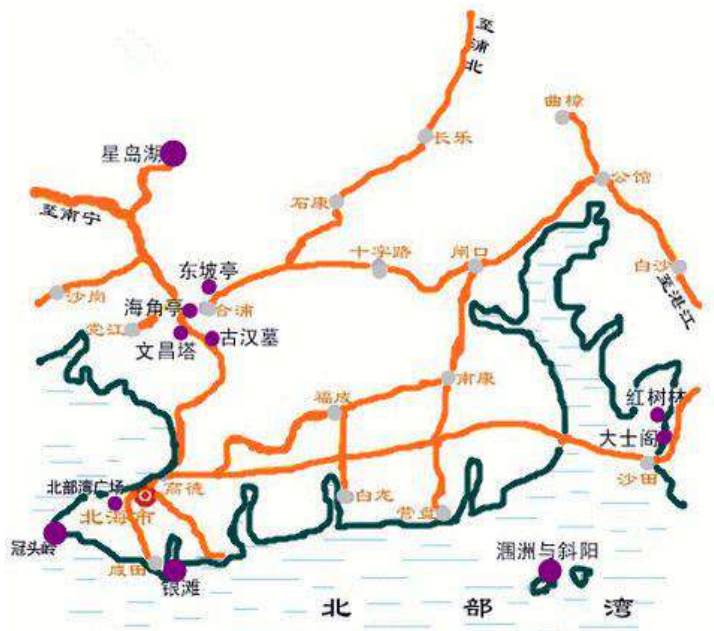 至浦北
曲樟
长乐
星岛湖
公馆
石康
至南宁
十字路
闸口
东坡亭
白沙
至湛江
沙岗
海角亭
合浦
党江
文昌塔
古汉墓
南康
福成
红树林
大士阁
沙田
北部湾广场
高德
白龙
北海市
营盘
冠头岭
咸田
银滩
涠洲与斜阳
北部湾